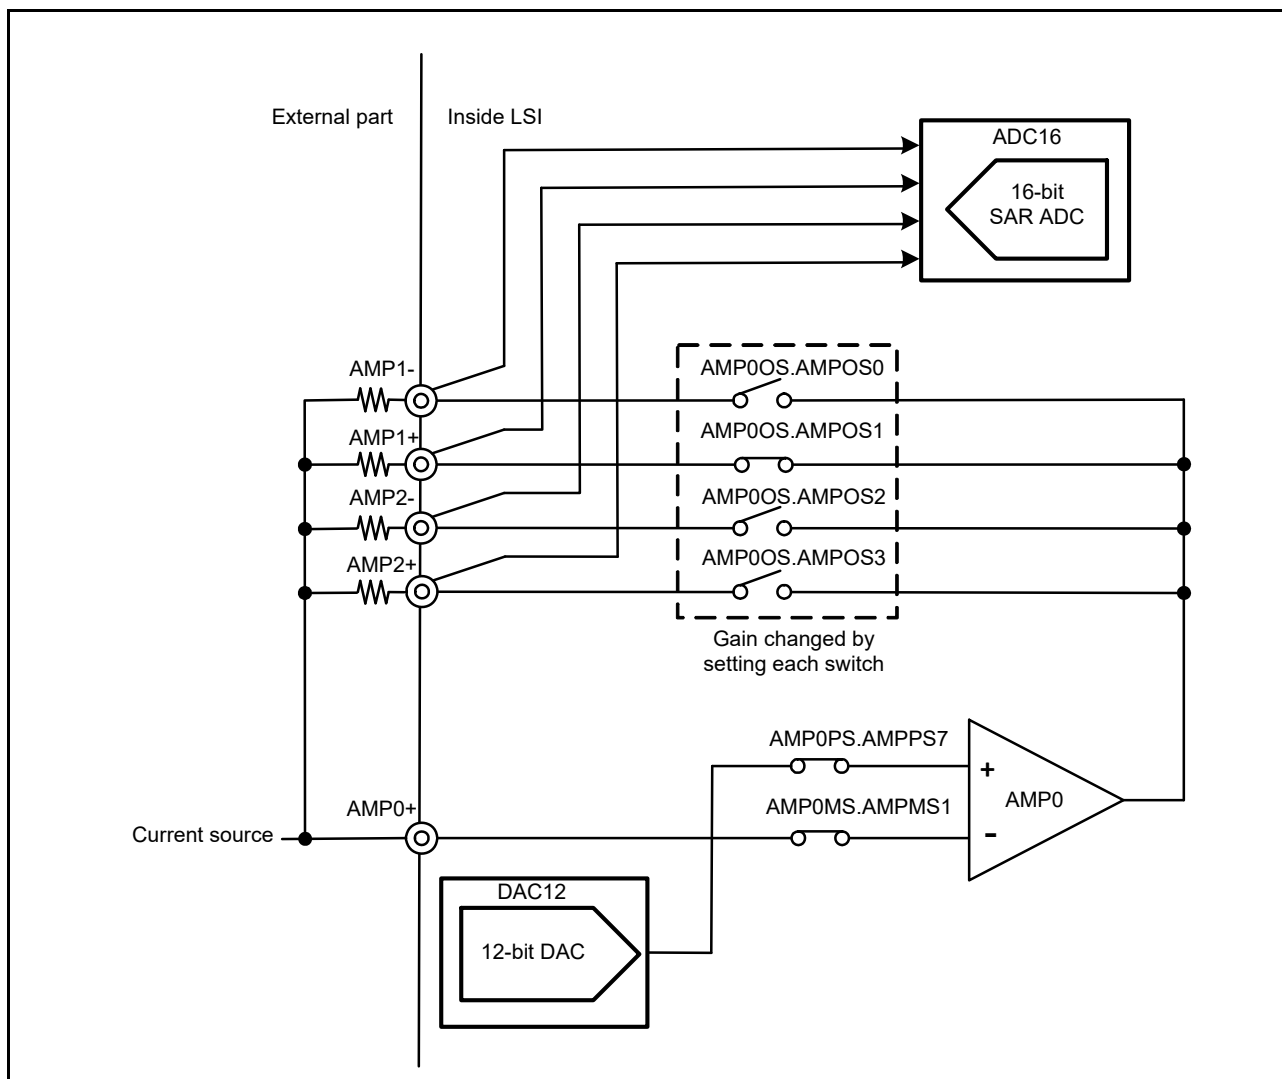 External part
Inside LSI
ADC16
16-bit
SAR ADC
AMP1-
AMP0OS.AMPOS0
AMP1+
AMP0OS.AMPOS1
AMP2-
AMP0OS.AMPOS2
AMP2+
AMP0OS.AMPOS3
Gain changed by
setting each switch
AMP0PS.AMPPS7
+
AMP0
AMP0+
AMP0MS.AMPMS1
-
Current source
DAC12
12-bit DAC